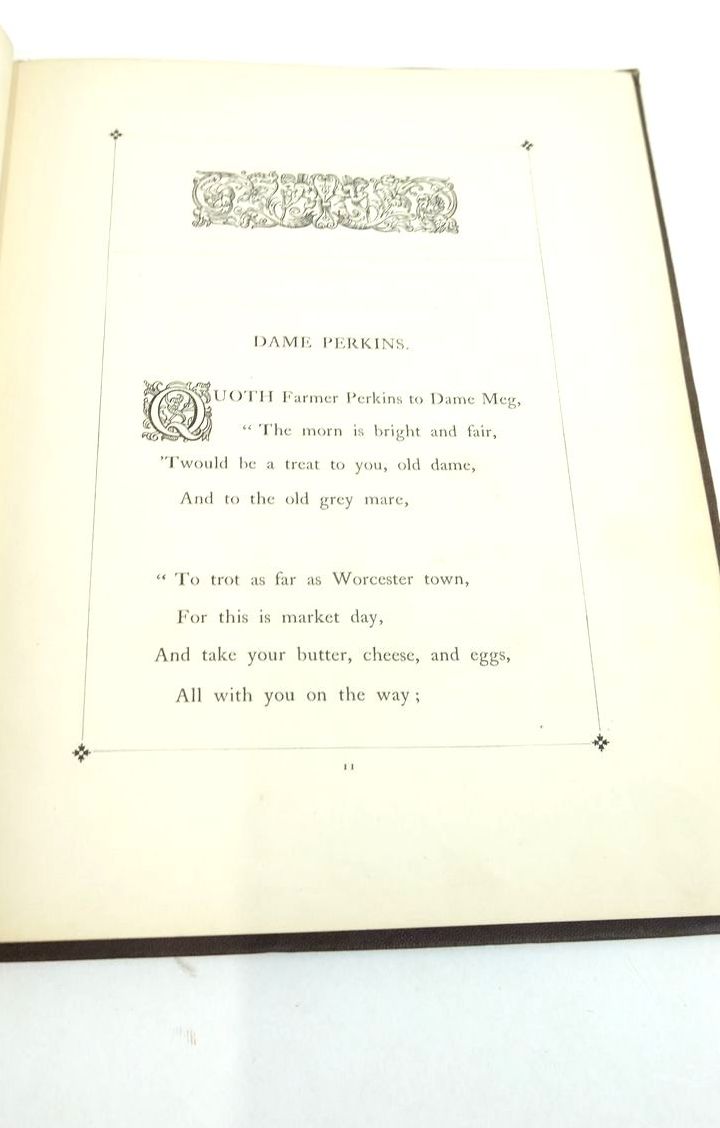 DAME PERKINS.
QUOTH Farmer Perkins to Dame Meg,
“ The morn is bright and fair,
’Twould be a treat to you, old dame,
And to the old grey mare,
“ To trot as far as Worcester town,
For this is market day,
And take your butter, cheese, and eggs,
All with you on the way ;
11